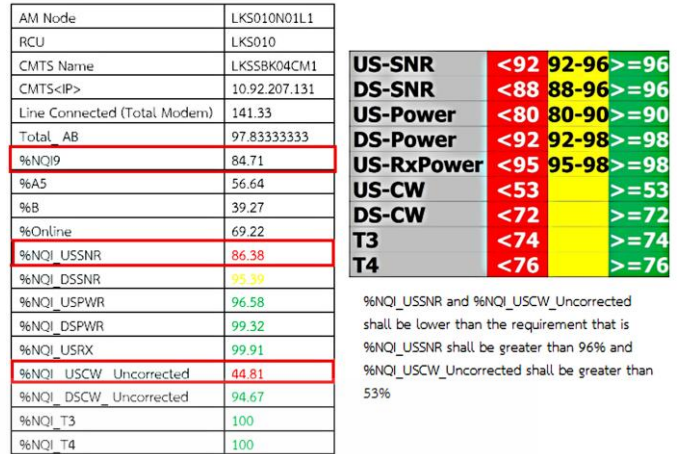 AM Node LKS010N01L1
RCU LKS010
CMTS Name LKSSBK04CM1
CMTS<IP> 10.92.207.131
Line Connected (Total Modem) 141.33
Total_AB 97.83333333
%NQI9 84.71
%A5 56.64
%B 39.27
%Online 69.22
%NQI_USSNR 86.38
%NQI_DSSNR 95.39
%NQI_USPWR 96.58
%NQI_DSPWR 99.32
%NQI_USRX 99.91
%NQI_USCW_Uncorrected 44.81
%NQI_DSCW_Uncorrected 94.67
%NQI_T3 100
%NQI_T4 100
US-SNR <92 92-96 >=96
DS-SNR <88 88-96 >=96
US-Power <80 80-90 >=90
DS-Power <92 92-98 >=98
US-RxPower <95 95-98 >=98
US-CW <53 >=53
DS-CW <72 >=72
T3 <74 >=74
T4 <76 >=76
%NQI_USSNR and %NQI_USCW_Uncorrected
shall be lower than the requirement that is
%NQI_USSNR shall be greater than 96% and
%NQI_USCW_Uncorrected shall be greater than
53%